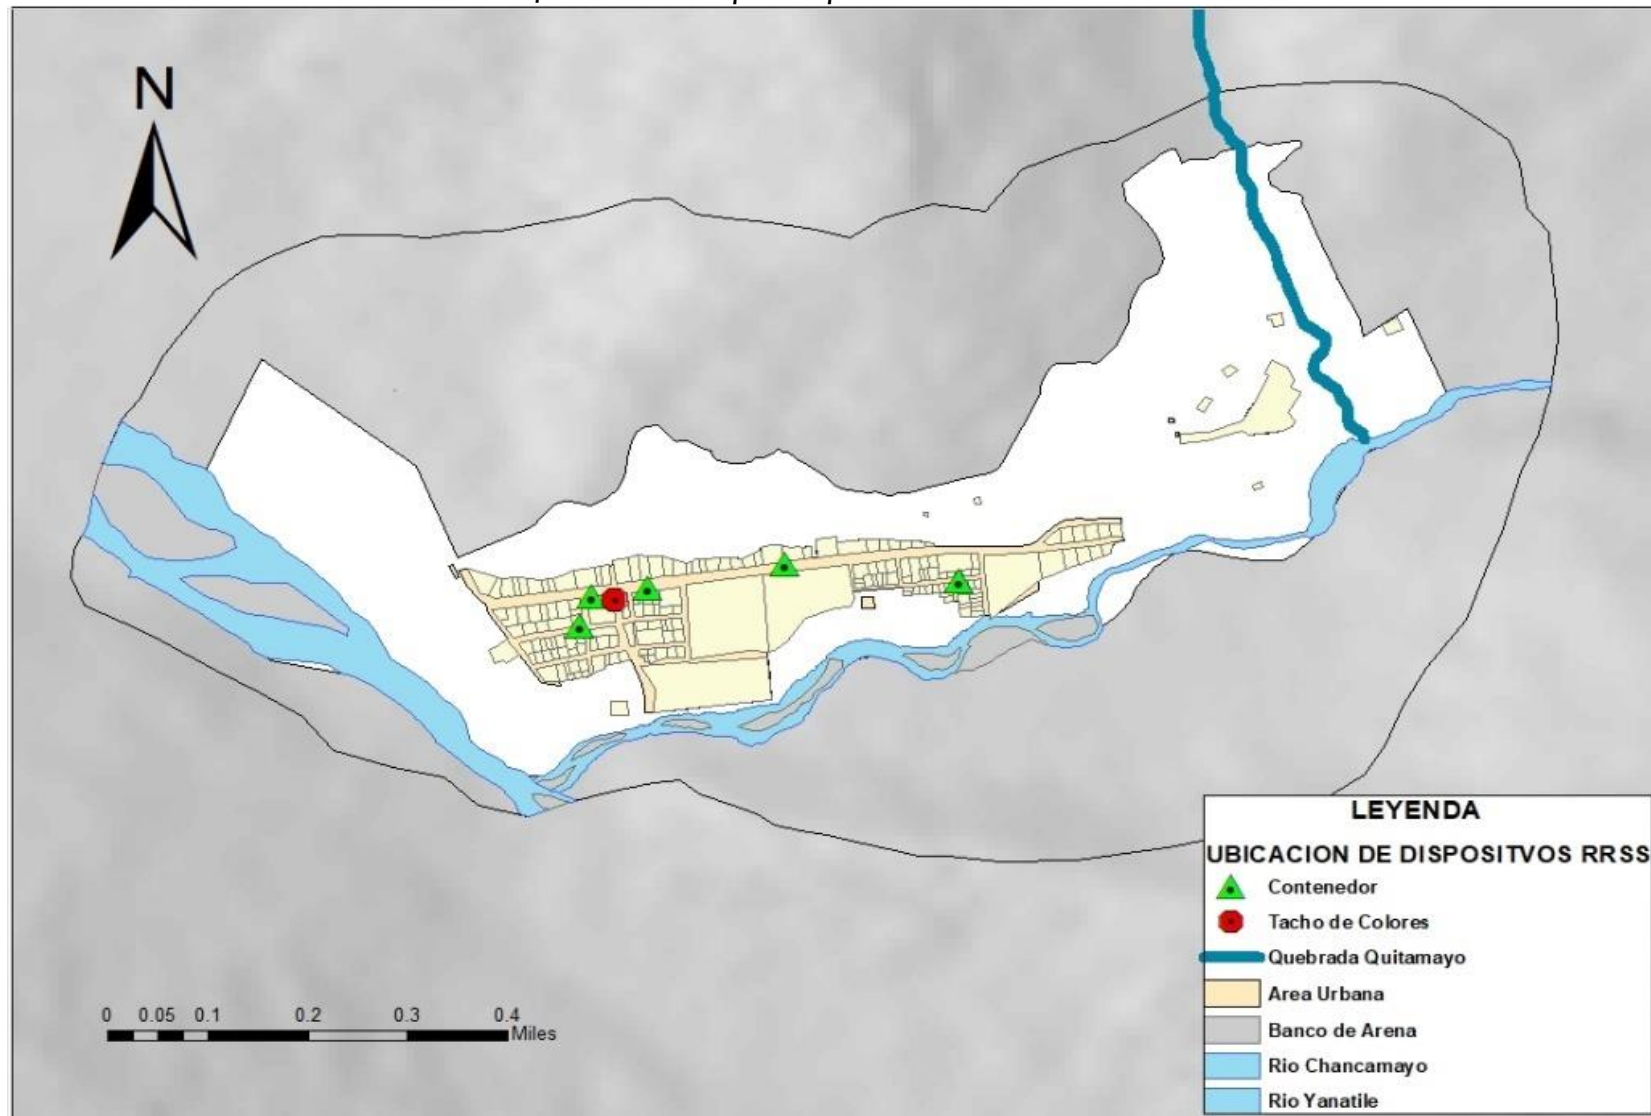 N
0 0.05 0.1 0.2 0.3 0.4
Miles
LEYENDA
UBICACION DE DISPOSITVOS RRSS
Contenedor
Tacho de Colores
Quebrada Quitamayo
Area Urbana
Banco de Arena
Rio Chancamayo
Rio Yanatile